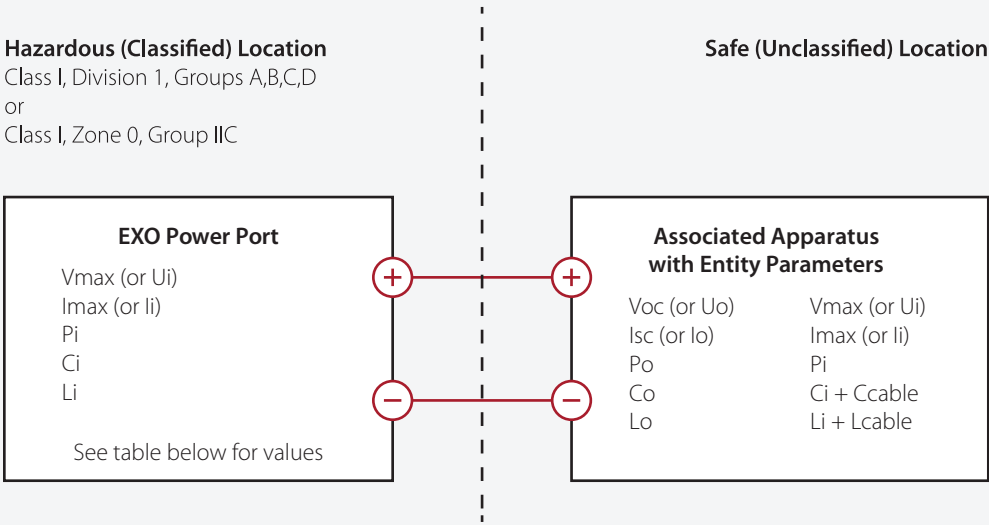 Hazardous (Classified) Location
Class I, Division 1, Groups A,B,C,D
or
Class I, Zone 0, Group IIC
Safe (Unclassified) Location
EXO Power Port
Vmax (or Ui)
Imax (or Ii)
Pi
Ci
Li
See table below for values
+
−
+
−
Associated Apparatus
with Entity Parameters
Voc (or Uo) Vmax (or Ui)
Isc (or Io) Imax (or Ii)
Po Pi
Co Ci + Ccable
Lo Li + Lcable